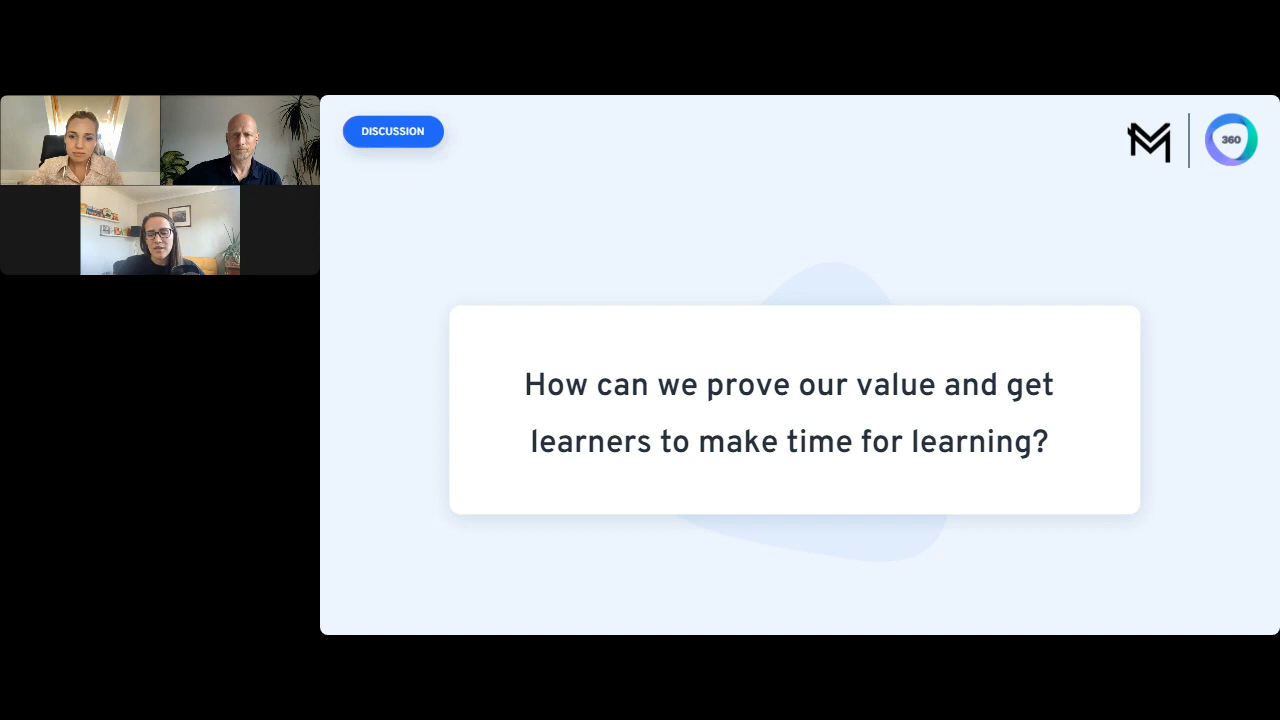 DISCUSSION
360
How can we prove our value and get
learners to make time for learning?